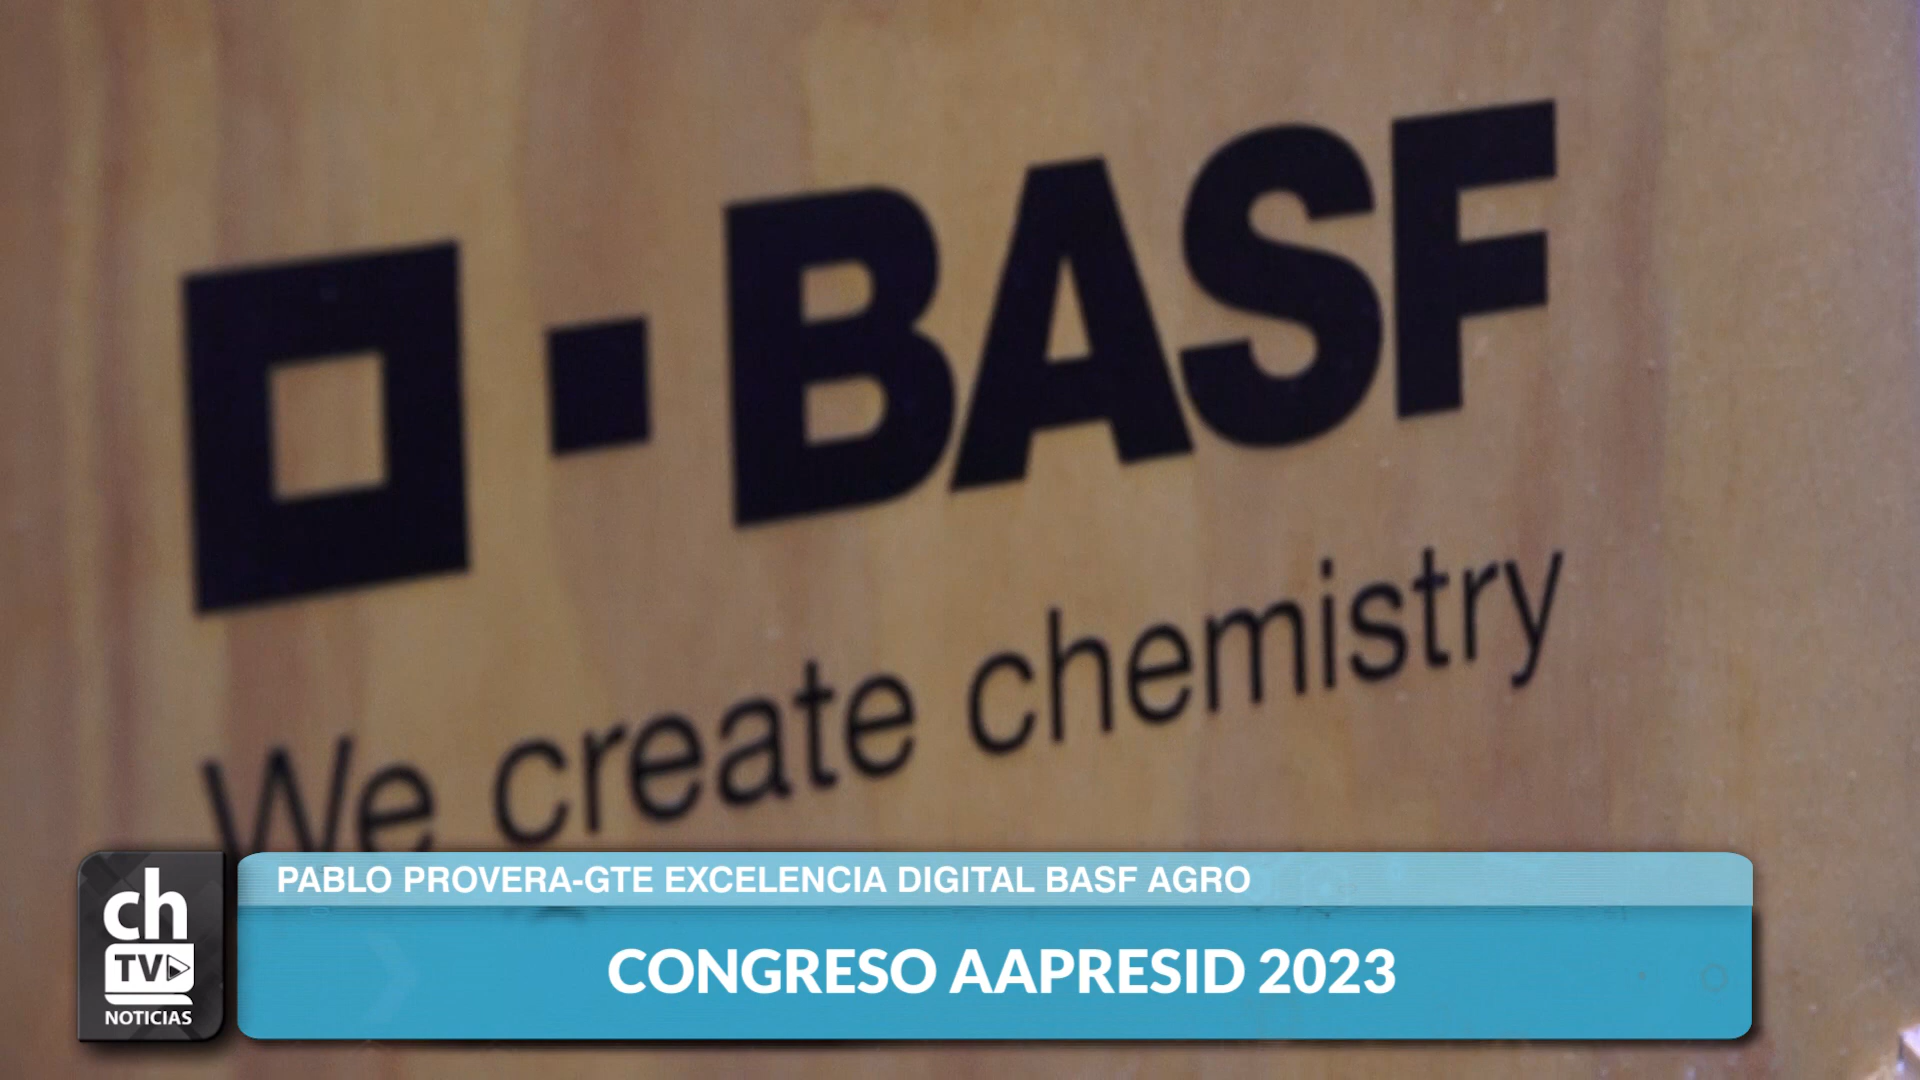 BASF
We create chemistry
PABLO PROVERA-GTE EXCELENCIA DIGITAL BASF AGRO
CONGRESO AAPRESID 2023
ch
TV
NOTICIAS